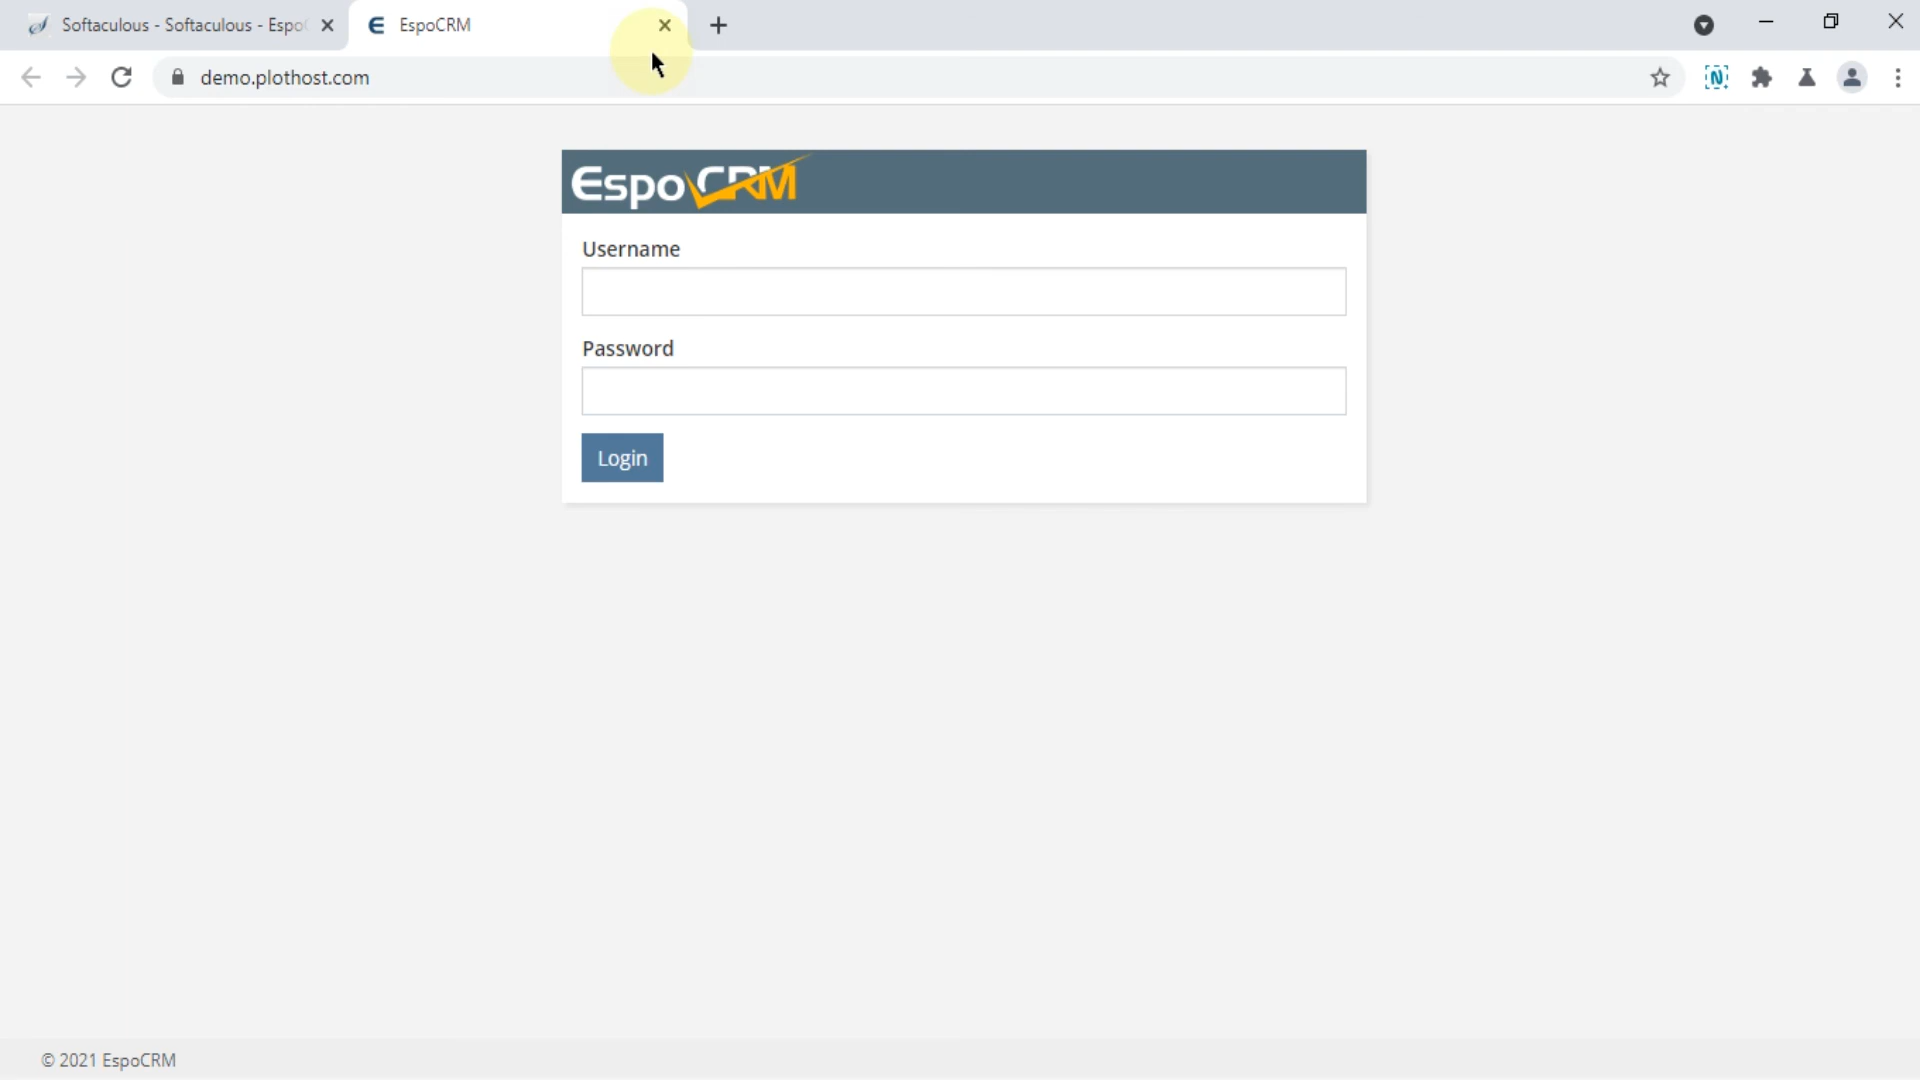 Softaculous - Softaculous - Espo
EspoCRM
demo.plothost.com
EspoCRM
Username
Password
Login
© 2021 EspoCRM